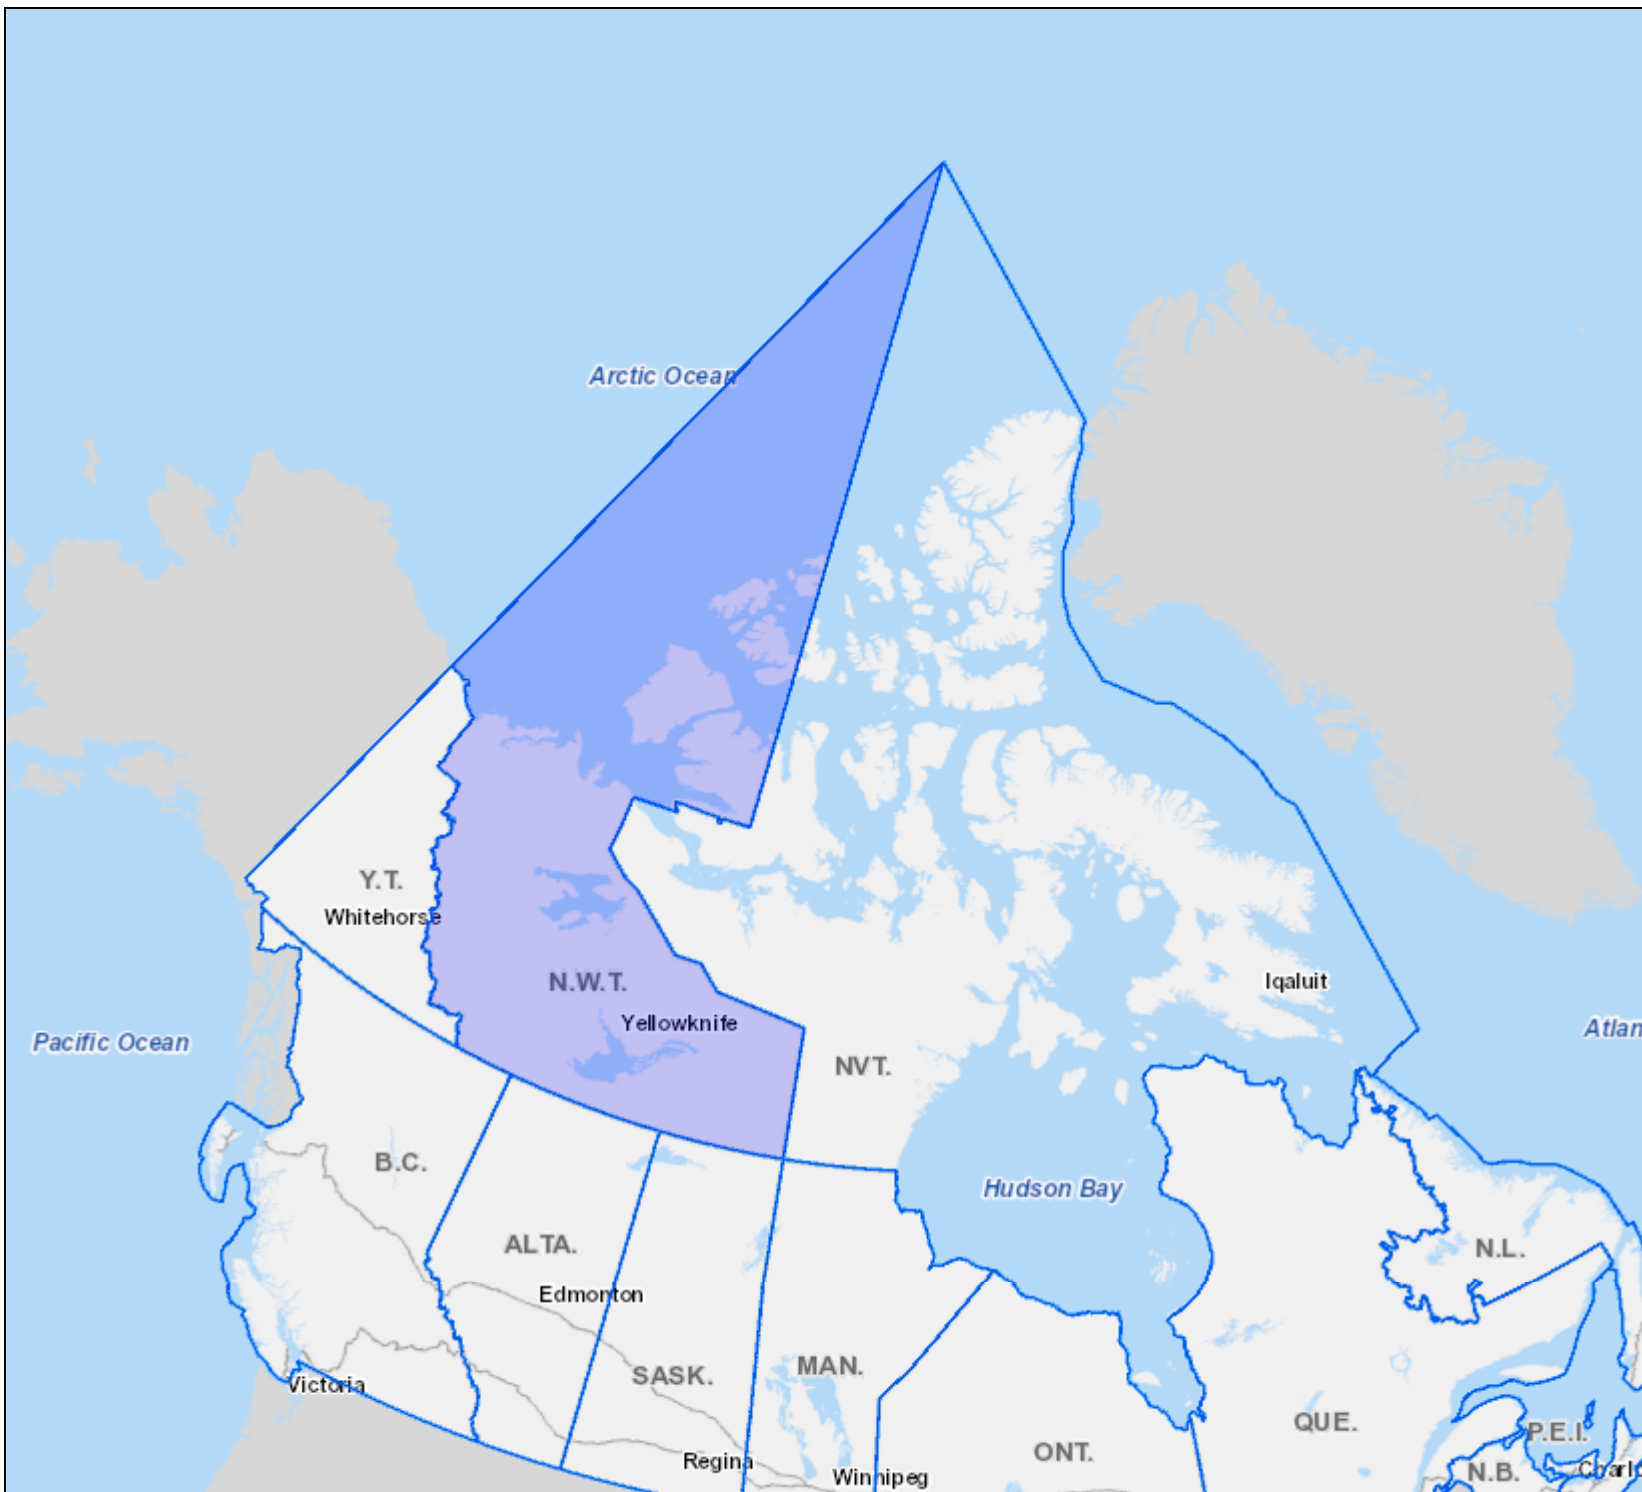 Arctic Ocean
Y.T.
Whitehorse
N.W.T.
Iqaluit
Yellowknife
Pacific Ocean
NVT.
B.C.
Hudson Bay
ALTA.
N.L.
Edmonton
MAN.
SASK.
Victoria
QUE.
P.E.I.
ONT.
Regina
Winnipeg
N.B.